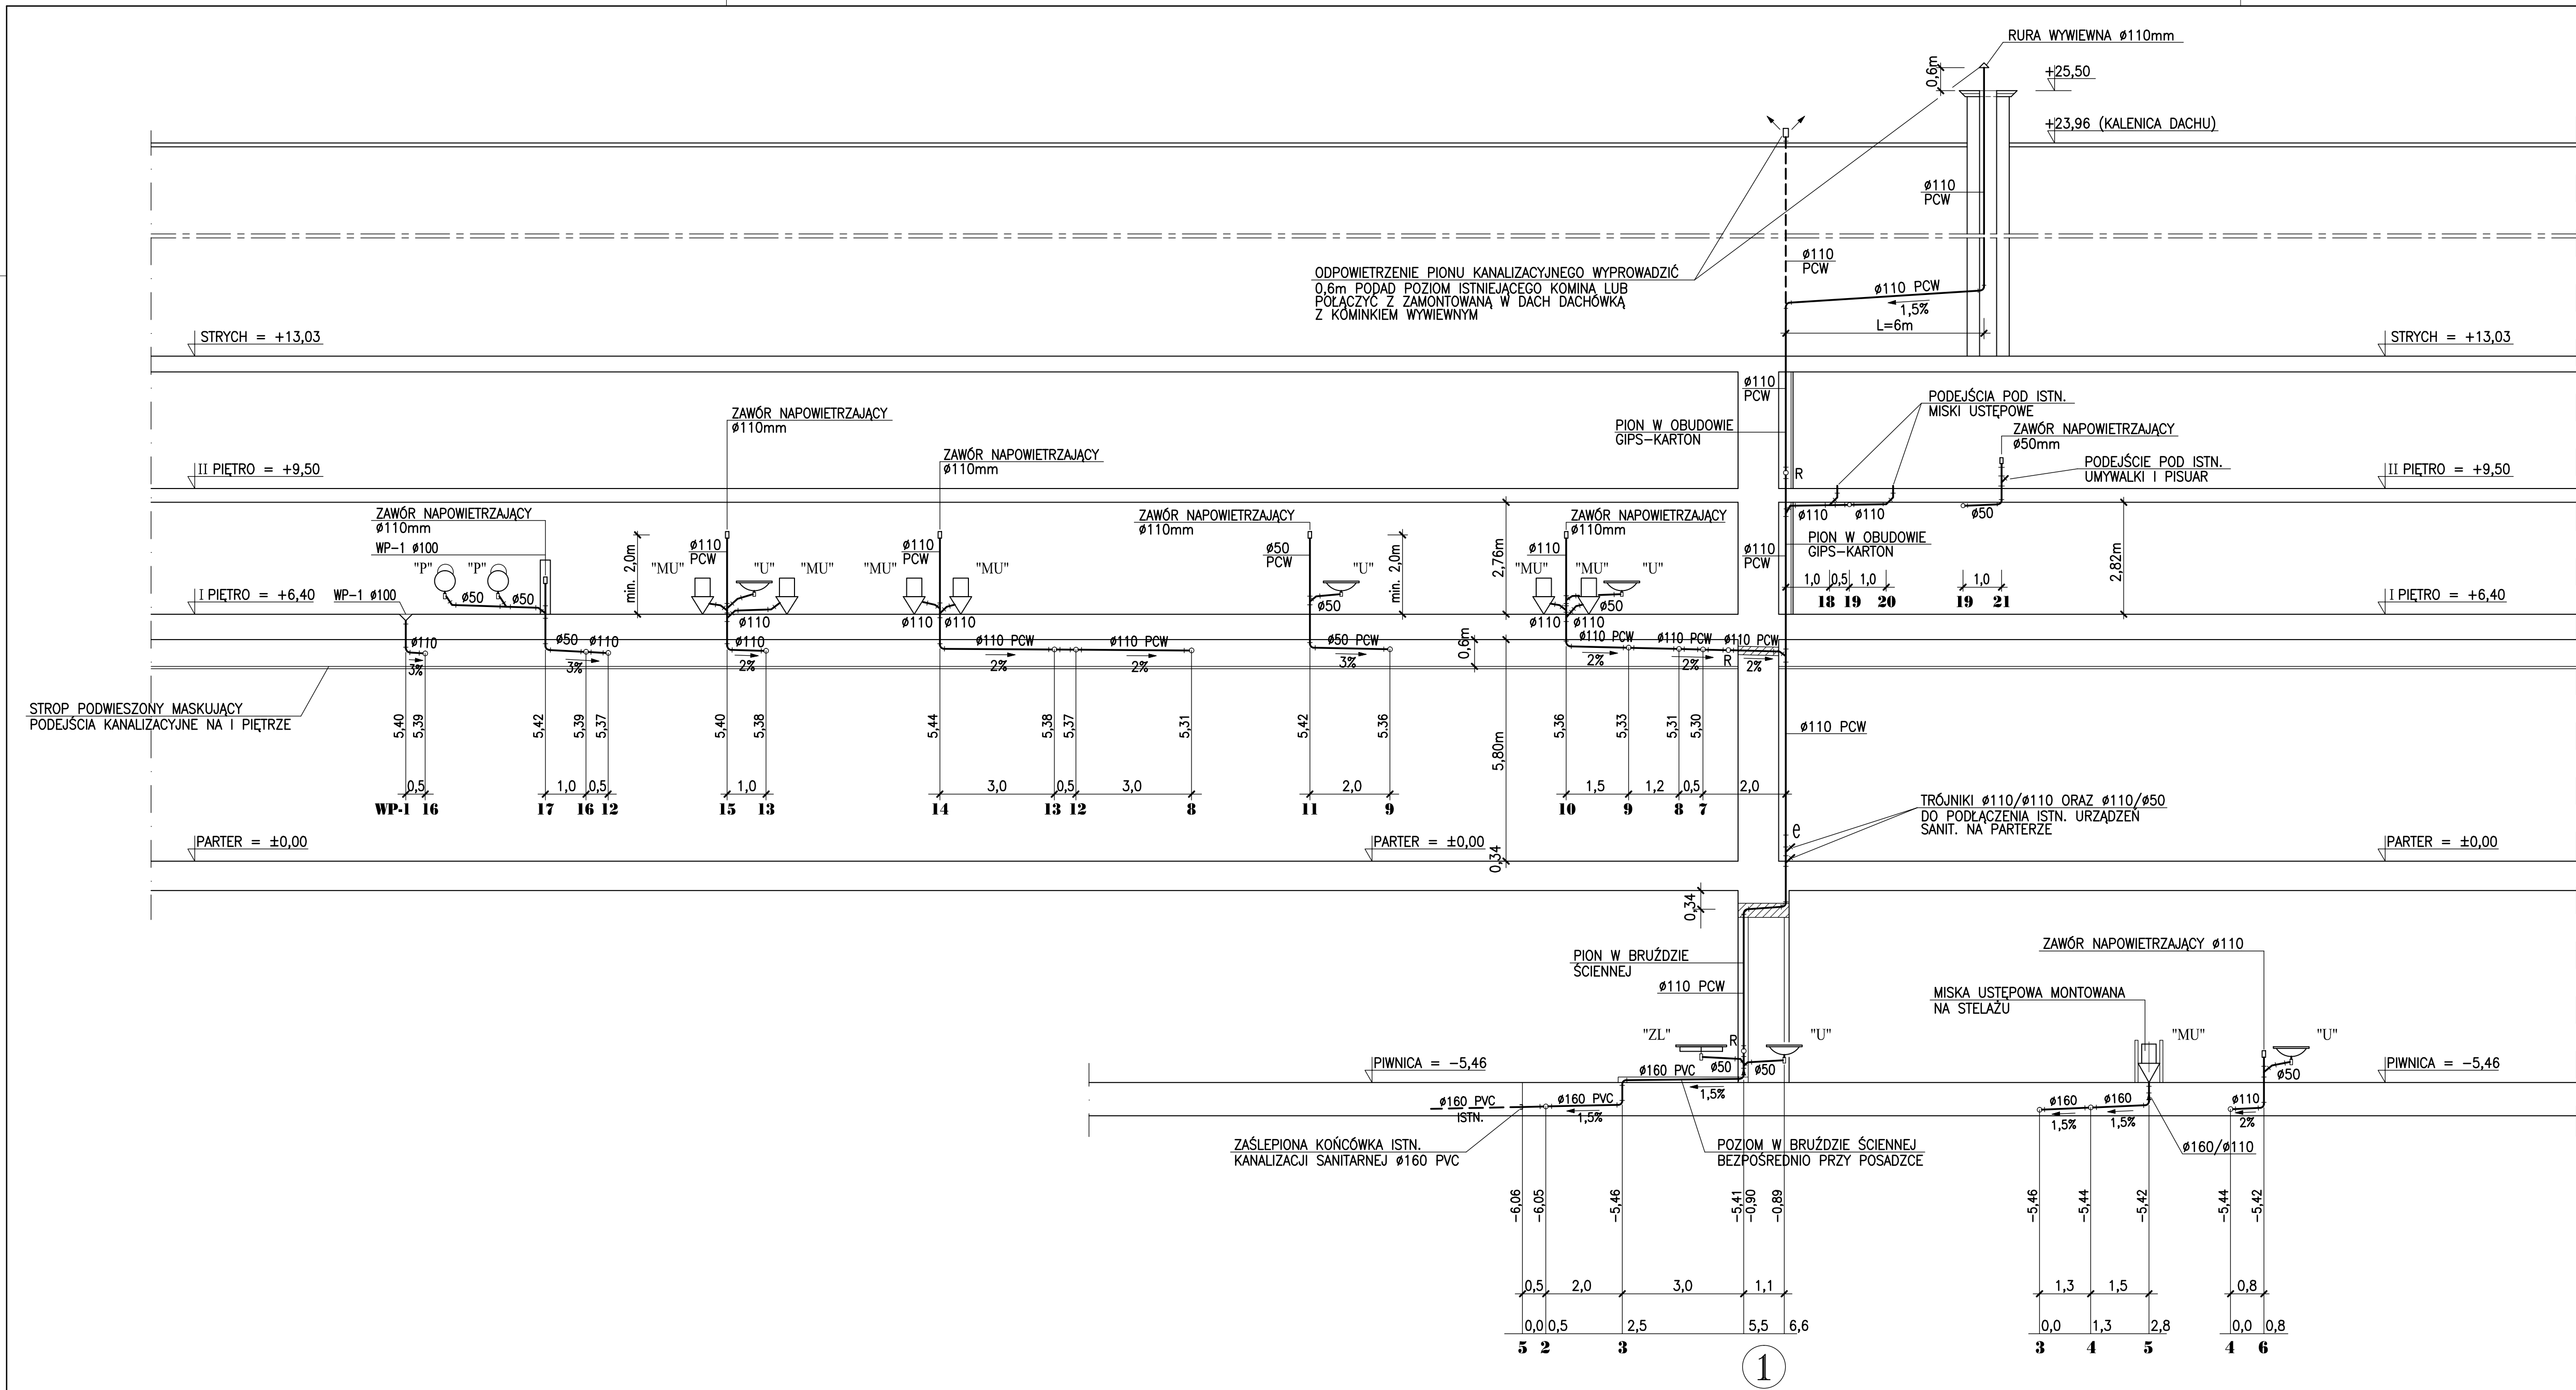 RURA WYWIEWNA ø110mm
0,6m
+25,50
+23,96 (KALENICA DACHU)
ø110
PCW
ø110
PCW
ODPOWIETRZENIE PIONU KANALIZACYJNEGO WYPROWADZIĆ
0,6m PODAD POZIOM ISTNIEJĄCEGO KOMINA LUB
POŁĄCZYĆ Z ZAMONTOWANĄ W DACH DACHÓWKĄ
Z KOMINKIEM WYWIEWNYM
ø110 PCW
1,5%
L=6m
STRYCH = +13,03
STRYCH = +13,03
ø110
PCW
PODEJŚCIA POD ISTN.
MISKI USTĘPOWE
ZAWÓR NAPOWIETRZAJĄCY
ø110mm
PION W OBUDOWIE
GIPS-KARTON
ZAWÓR NAPOWIETRZAJĄCY
ø50mm
ZAWÓR NAPOWIETRZAJĄCY
ø110mm
II PIĘTRO = +9,50
R
PODEJŚCIE POD ISTN.
UMYWALKI I PISUAR
II PIĘTRO = +9,50
ZAWÓR NAPOWIETRZAJĄCY
ø110mm
ZAWÓR NAPOWIETRZAJĄCY
ø110mm
ZAWÓR NAPOWIETRZAJĄCY
ø110mm
ø110
ø110
ø50
WP-1 ø100
"P"
"P"
min. 2,0m
ø110
PCW
ø110
PCW
ø50
PCW
min. 2,0m
2,76m
ø110
ø110
PCW
PION W OBUDOWIE
GIPS-KARTON
2,82m
"MU"
"U"
"MU"
"MU"
"MU"
"U"
"MU"
"MU"
"U"
1,0
0,5
1,0
1,0
18
19
20
19
21
I PIĘTRO = +6,40
WP-1 ø100
ø50
ø50
ø50
ø50
I PIĘTRO = +6,40
ø110
ø110
ø110
ø110
ø110
ø110
3%
ø50
ø110
3%
ø110
2%
ø110 PCW
2%
ø110 PCW
2%
ø50 PCW
3%
0,6m
ø110 PCW
2%
ø110 PCW
2%
R
ø110 PCW
2%
STROP PODWIESZONY MASKUJĄCY
PODEJŚCIA KANALIZACYJNE NA I PIĘTRZE
5,40
5,39
5,42
5,39
5,37
5,40
5,38
5,44
5,38
5,37
5,31
5,42
5.36
5,80m
5,36
5,33
5,31
5,30
ø110 PCW
0,5
1,0
0,5
1,0
3,0
0,5
3,0
2,0
1,5
1,2
0,5
2,0
WP-1
16
17
16
12
15
13
14
13
12
8
11
9
10
9
8
7
TRÓJNIKI ø110/ø110 ORAZ ø110/ø50
DO PODŁĄCZENIA ISTN. URZĄDZEŃ
SANIT. NA PARTERZE
e
PARTER = ±0,00
PARTER = ±0,00
PARTER = ±0,00
0,34
0,34
PION W BRUŹDZIE
ŚCIENNEJ
ø110 PCW
ZAWÓR NAPOWIETRZAJĄCY ø110
MISKA USTĘPOWA MONTOWANA
NA STELAŻU
"ZL"
R
"U"
"MU"
"U"
PIWNICA = -5,46
ø160 PVC
ø50
ø50
1,5%
ø50
PIWNICA = -5,46
ø160 PVC
ISTN.
ø160 PVC
1,5%
ø160
1,5%
ø160
1,5%
ø110
2%
ZAŚLEPIONA KOŃCÓWKA ISTN.
KANALIZACJI SANITARNEJ ø160 PVC
POZIOM W BRUŹDZIE ŚCIENNEJ
BEZPOŚREDNIO PRZY POSADZCE
ø160/ø110
-6,06
-6,05
-5,46
-5,41
-0,90
-0,89
-5,46
-5,44
-5,42
-5,44
-5,42
0,5
2,0
3,0
1,1
1,3
1,5
0,8
0,0
0,5
2,5
5,5
6,6
0,0
1,3
2,8
0,0
0,8
5
2
3
3
4
5
4
6
1